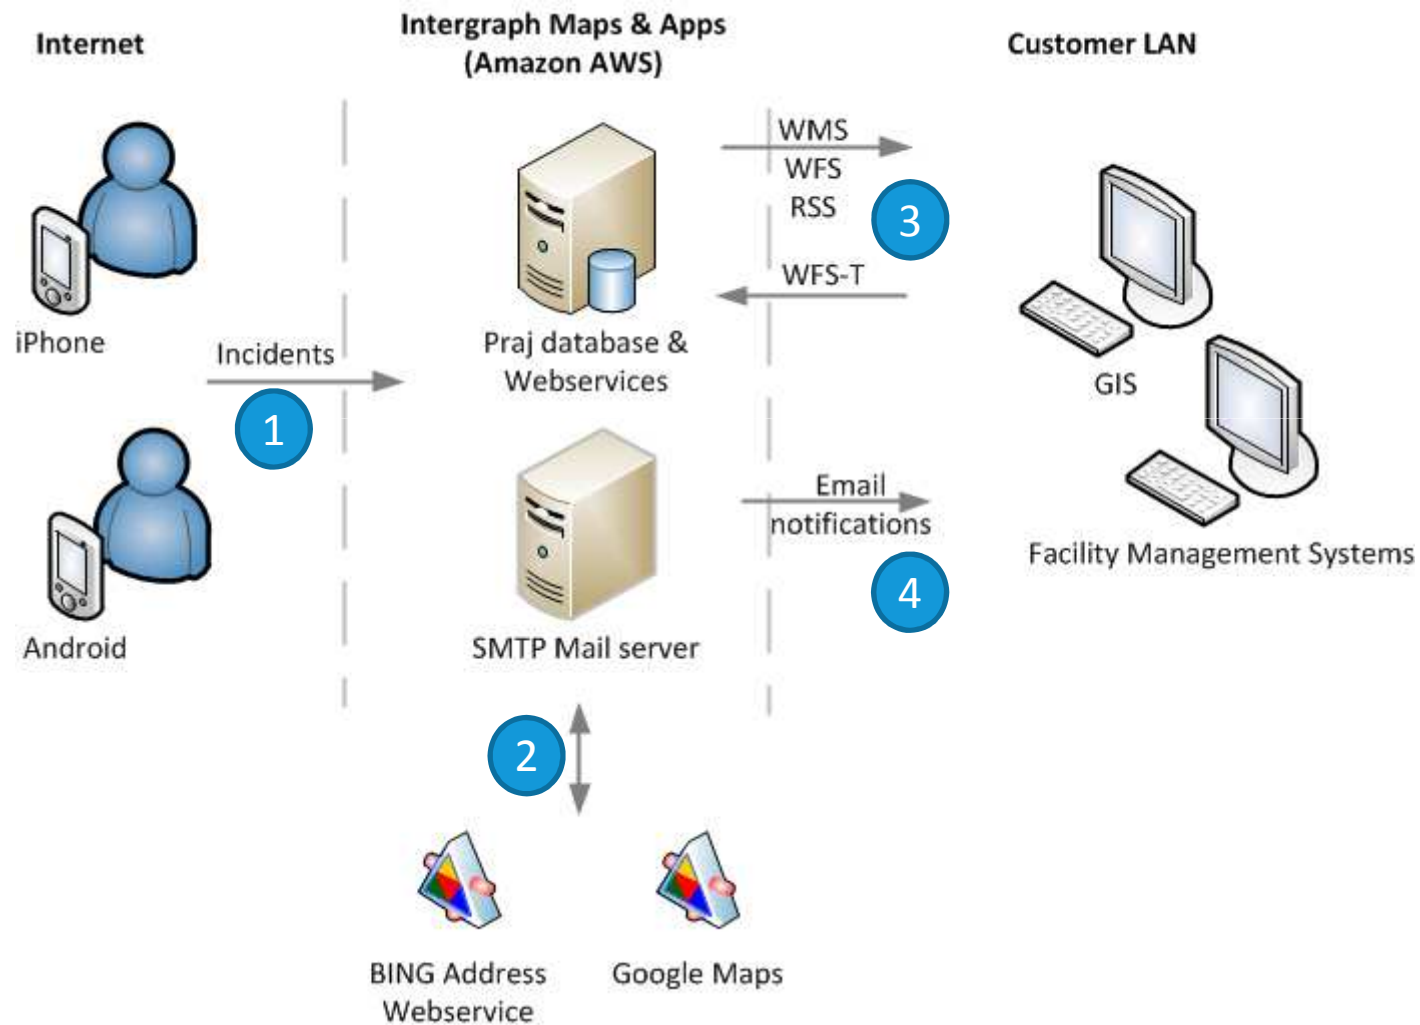 Internet
Intergraph Maps & Apps
(Amazon AWS)
Customer LAN
iPhone
Incidents
1
Android
Praj database &
Webservices
SMTP Mail server
WMS
WFS
RSS
3
WFS-T
Email
notifications
4
GIS
Facility Management Systems
2
BING Address
Webservice
Google Maps